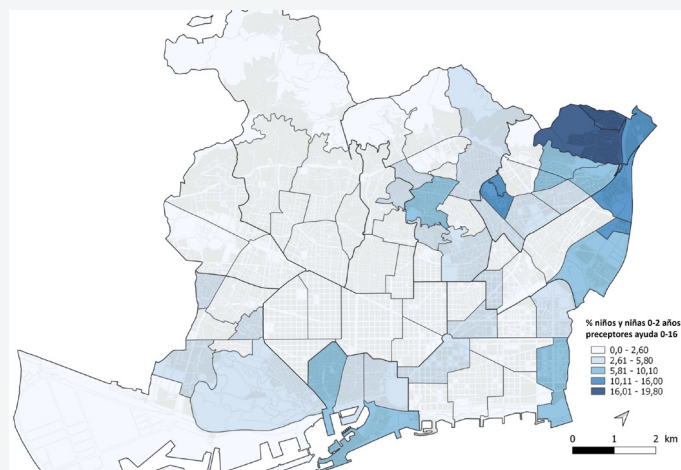 % niños y niñas 0-2 años
preceptores ayuda 0-16
0,0 - 2,60
2,61 - 5,80
5,81 - 10,10
10,11 - 16,00
16,01 - 19,80
0 1 2 km